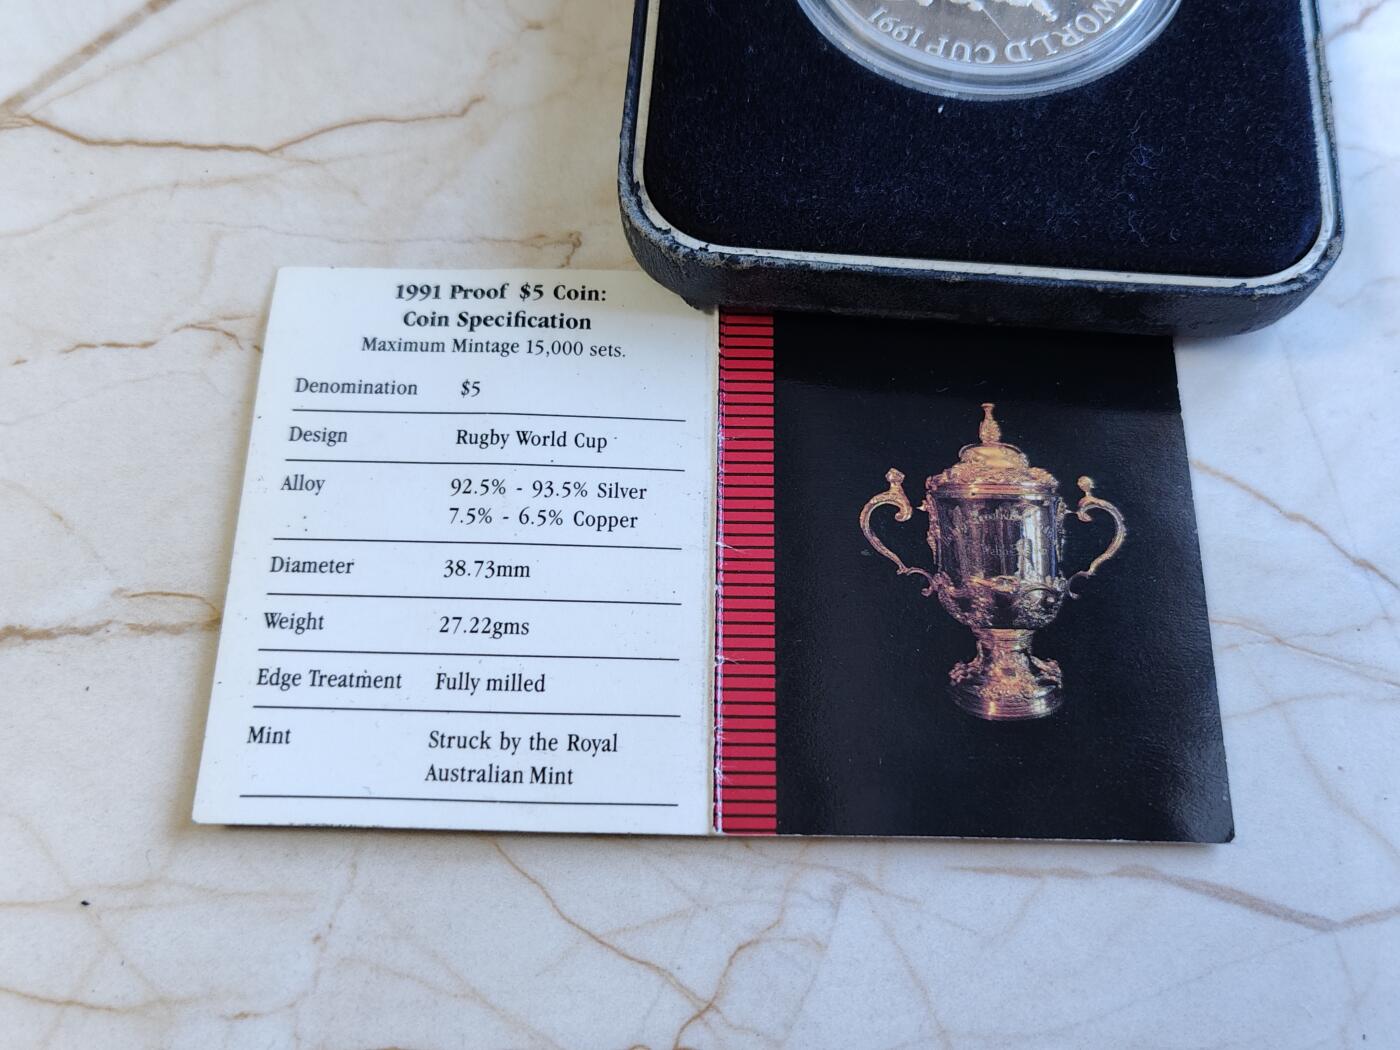 WORLD CUP 1991
1991 Proof $5 Coin:
Coin Specification
Maximum Mintage 15,000 sets.
Denomination $5
Design Rugby World Cup
Alloy 92.5% - 93.5% Silver
7.5% - 6.5% Copper
Diameter 38.73mm
Weight 27.22gms
Edge Treatment Fully milled
Mint Struck by the Royal
Australian Mint